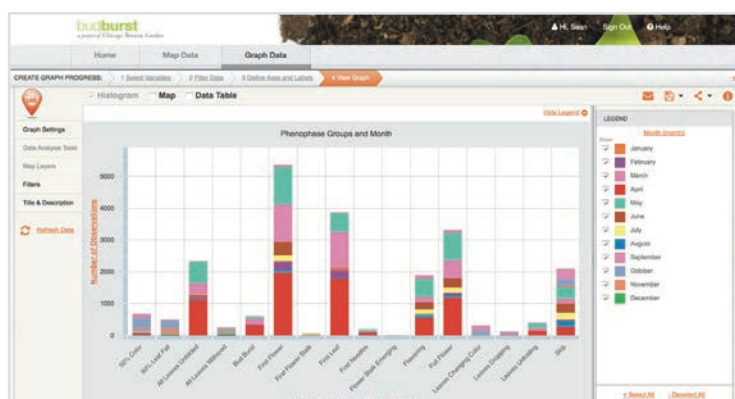 budburst
a project of Chicago Botanic Garden
Hi, Sean
Sign Out
Help
Home
Map Data
Graph Data
CREATE GRAPH PROGRESS:
1 Select Variables
2 Filter Data
3 Define Axes and Labels
4 View Graph
Histogram
Map
Data Table
Hide Legend
Graph Settings
Data Analysis Tools
Map Layers
Filters
Title & Description
Refresh Data
Phenophase Groups and Month
Number of Observations
5000
4000
3000
2000
1000
0
50% Color
50% Leaf Fall
All Leaves Unfolded
All Leaves Withered
Bud Burst
First Flower
First Flower Stalk
First Leaf
First Needles
Flower Stalk Emerging
Flowering
Full Flower
Leaves Changing Color
Leaves Dropping
Leaves Unfolding
Skip
LEGEND
Month (month)
Show
January
February
March
April
May
June
July
August
September
October
November
December
+ Select All
- Deselect All